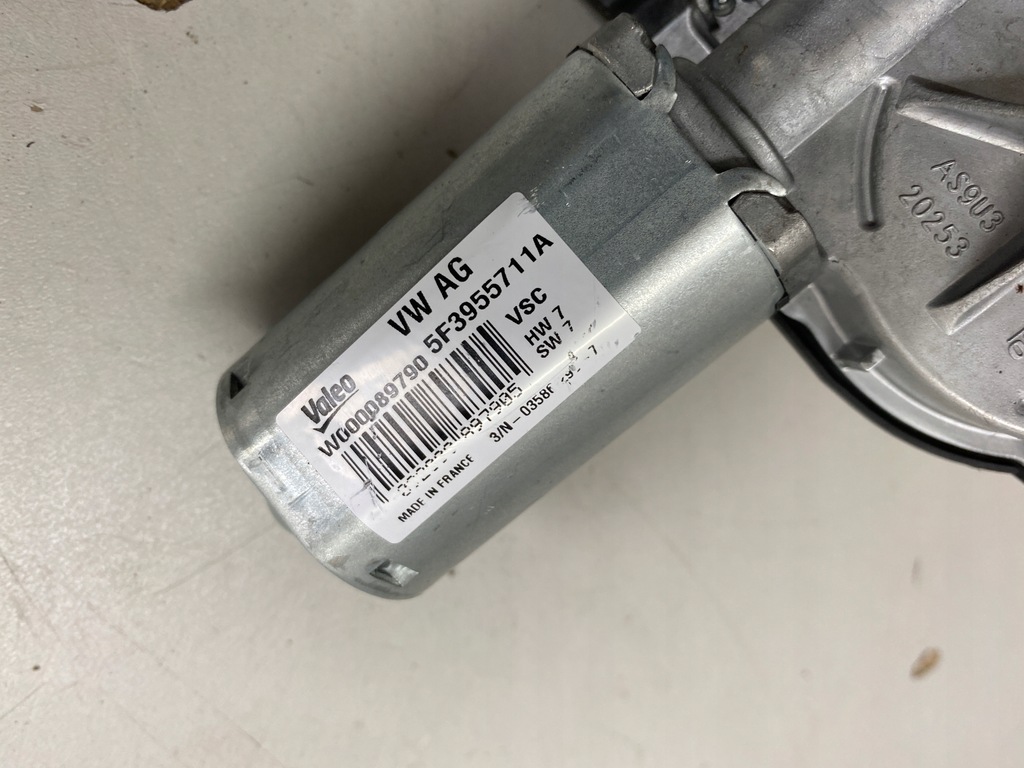 VW AG
Valeo
W000089790 5F3955711A
VSC
HW 7
SW 7
MADE IN FRANCE
AS9U3
20253